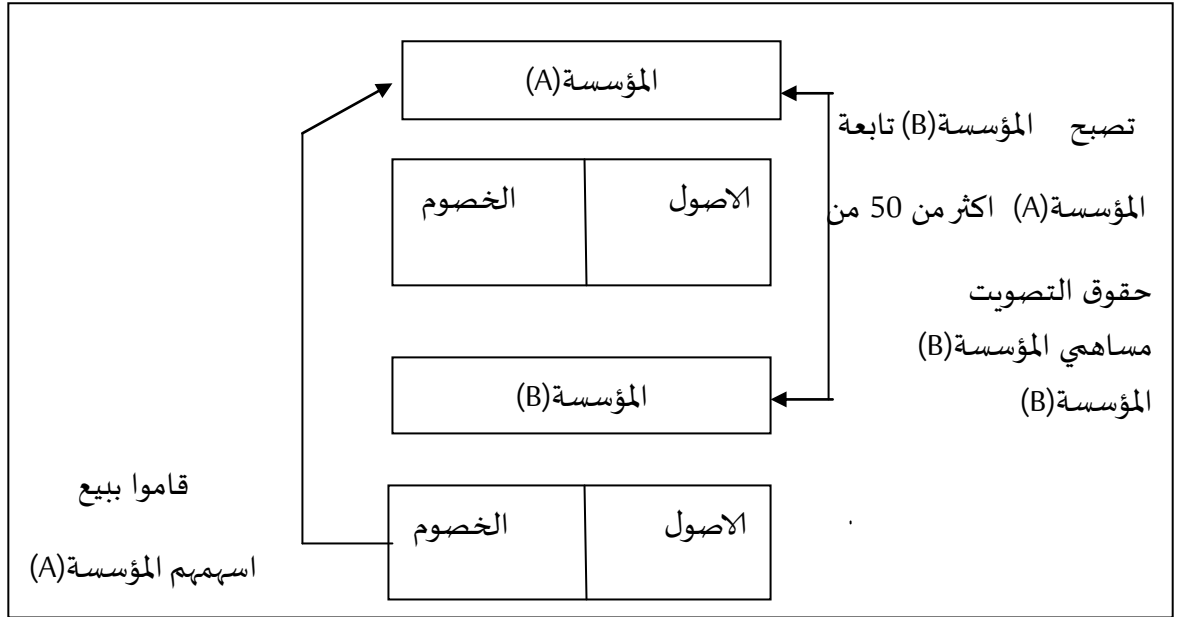 المؤسسة(A)
تصبح المؤسسة(B) تابعة
المؤسسة(A) اكثر من 50 من
حقوق التصويت
مساهمي المؤسسة(B)
المؤسسة(B)
الاصول
الخصوم
المؤسسة(B)
الاصول
الخصوم
قاموا ببيع
اسهمهم المؤسسة(A)